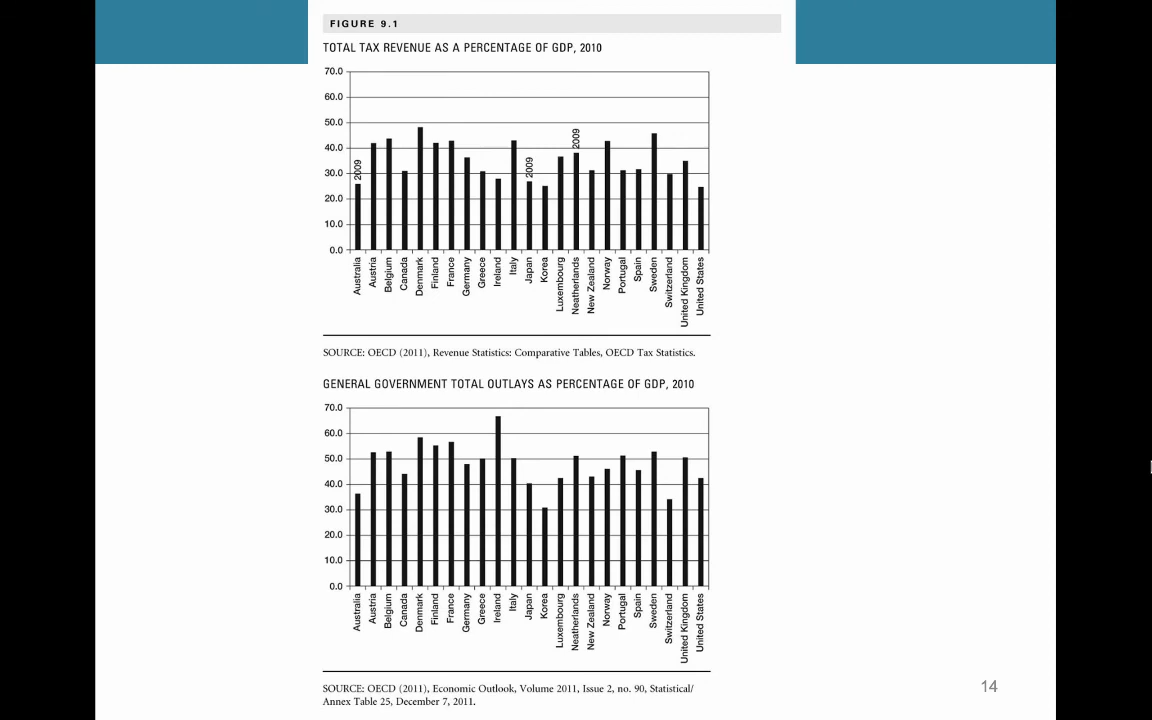 FIGURE 9.1
TOTAL TAX REVENUE AS A PERCENTAGE OF GDP, 2010
70.0
60.0
50.0
40.0
30.0
20.0
10.0
0.0
2009
2009
2009
Australia
Austria
Belgium
Canada
Denmark
Finland
France
Germany
Greece
Ireland
Italy
Japan
Korea
Luxembourg
Neatherlands
New Zealand
Norway
Portugal
Spain
Sweden
Switzerland
United Kingdom
United States
SOURCE: OECD (2011), Revenue Statistics: Comparative Tables, OECD Tax Statistics.
GENERAL GOVERNMENT TOTAL OUTLAYS AS PERCENTAGE OF GDP, 2010
70.0
60.0
50.0
40.0
30.0
20.0
10.0
0.0
Australia
Austria
Belgium
Canada
Denmark
Finland
France
Germany
Greece
Ireland
Italy
Japan
Korea
Luxembourg
Neatherlands
New Zealand
Norway
Portugal
Spain
Sweden
Switzerland
United Kingdom
United States
SOURCE: OECD (2011), Economic Outlook, Volume 2011, Issue 2, no. 90, Statistical/
Annex Table 25, December 7, 2011.
14